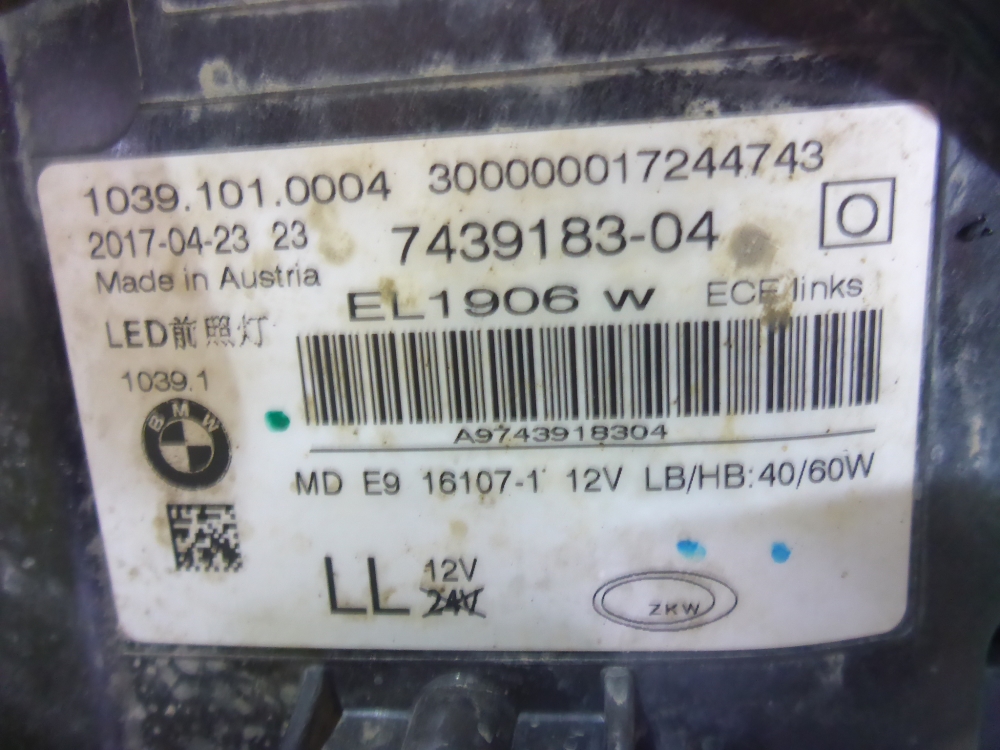 1039.101.0004 300000017244743
2017-04-23 23 7439183-04 O
Made in Austria
EL1906 W ECE links
LED前照灯
1039.1
BMW
A9743918304
MD E9 16107-1 12V LB/HB:40/60W
LL 12V
24V
ZKW